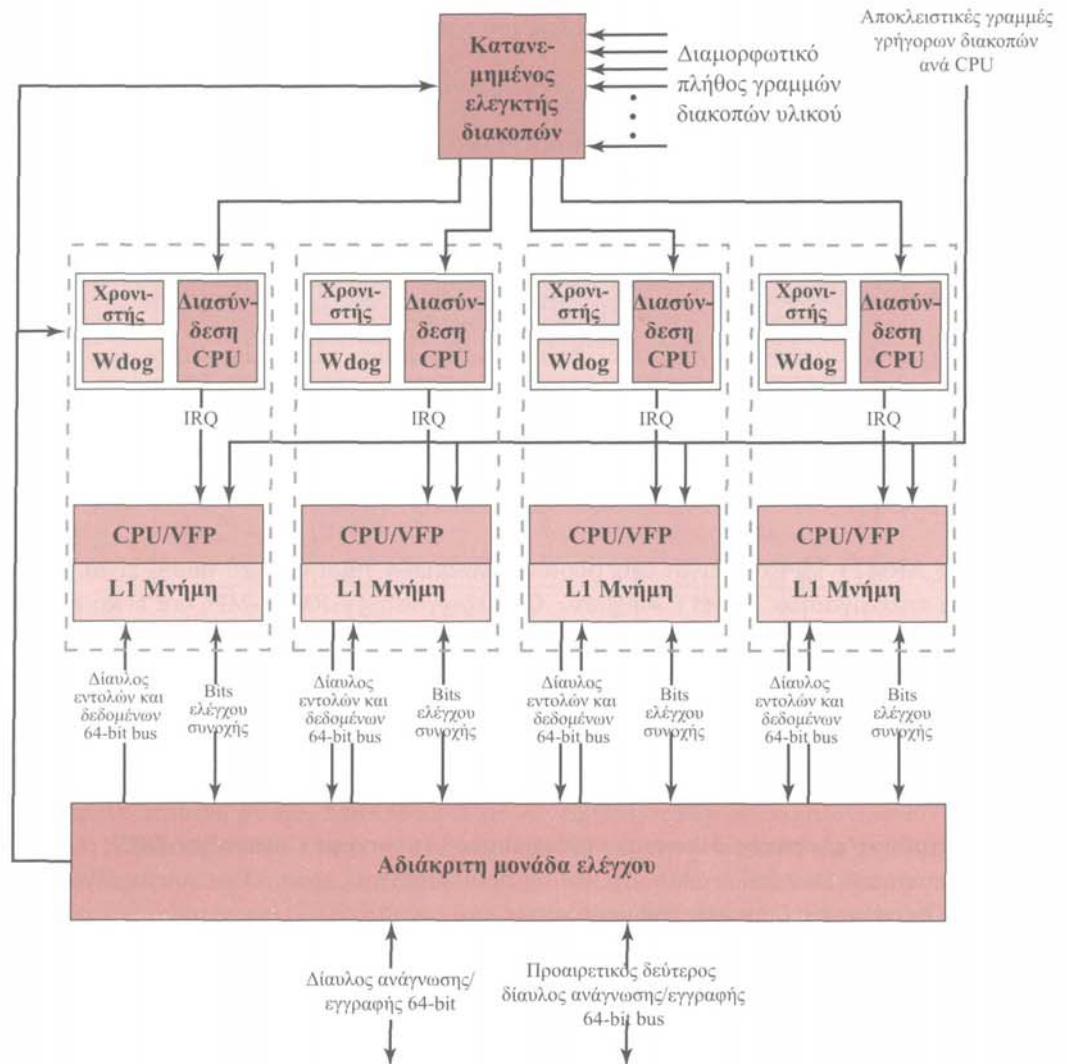 Αποκλειστικές γραμμές
γρήγορων διακοπών
ανά CPU
Κατανε-
μημένος
ελεγκτής
διακοπών
Διαμορφωτικό
πλήθος γραμμών
διακοπών υλικού
Χρονι-
στής
Wdog
Διασύν-
δεση
CPU
Χρονι-
στής
Wdog
Διασύν-
δεση
CPU
Χρονι-
στής
Wdog
Διασύν-
δεση
CPU
Χρονι-
στής
Wdog
Διασύν-
δεση
CPU
IRQ
IRQ
IRQ
IRQ
CPU/VFP
L1 Μνήμη
CPU/VFP
L1 Μνήμη
CPU/VFP
L1 Μνήμη
CPU/VFP
L1 Μνήμη
Δίαυλος
εντολών και
δεδομένων
64-bit bus
Bits
ελέγχου
συνοχής
Δίαυλος
εντολών και
δεδομένων
64-bit bus
Bits
ελέγχου
συνοχής
Δίαυλος
εντολών και
δεδομένων
64-bit bus
Bits
ελέγχου
συνοχής
Δίαυλος
εντολών και
δεδομένων
64-bit bus
Bits
ελέγχου
συνοχής
Αδιάκριτη μονάδα ελέγχου
Δίαυλος ανάγνωσης/
εγγραφής 64-bit
Προαιρετικός δεύτερος
δίαυλος ανάγνωσης/εγγραφής
64-bit bus